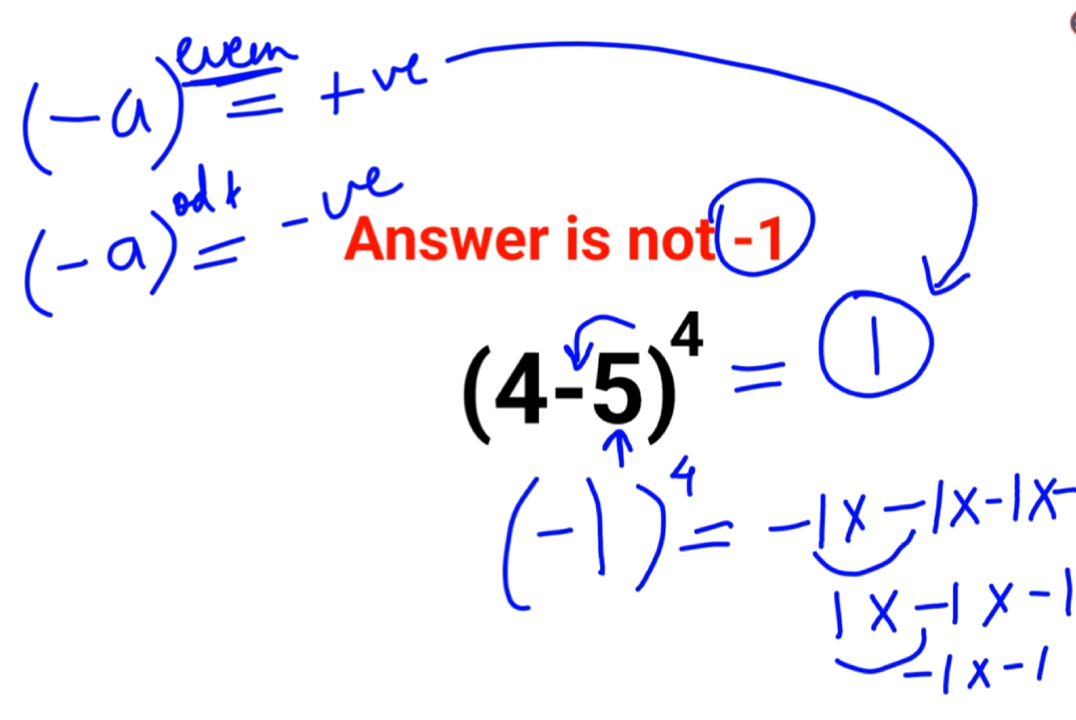 (-a)^even = +ve
(-a)^odd = -ve
Answer is not -1
(4-5)^4 = 1
(-1)^4 = -1x-1x-1x-
1x-1x-1
-1x-1